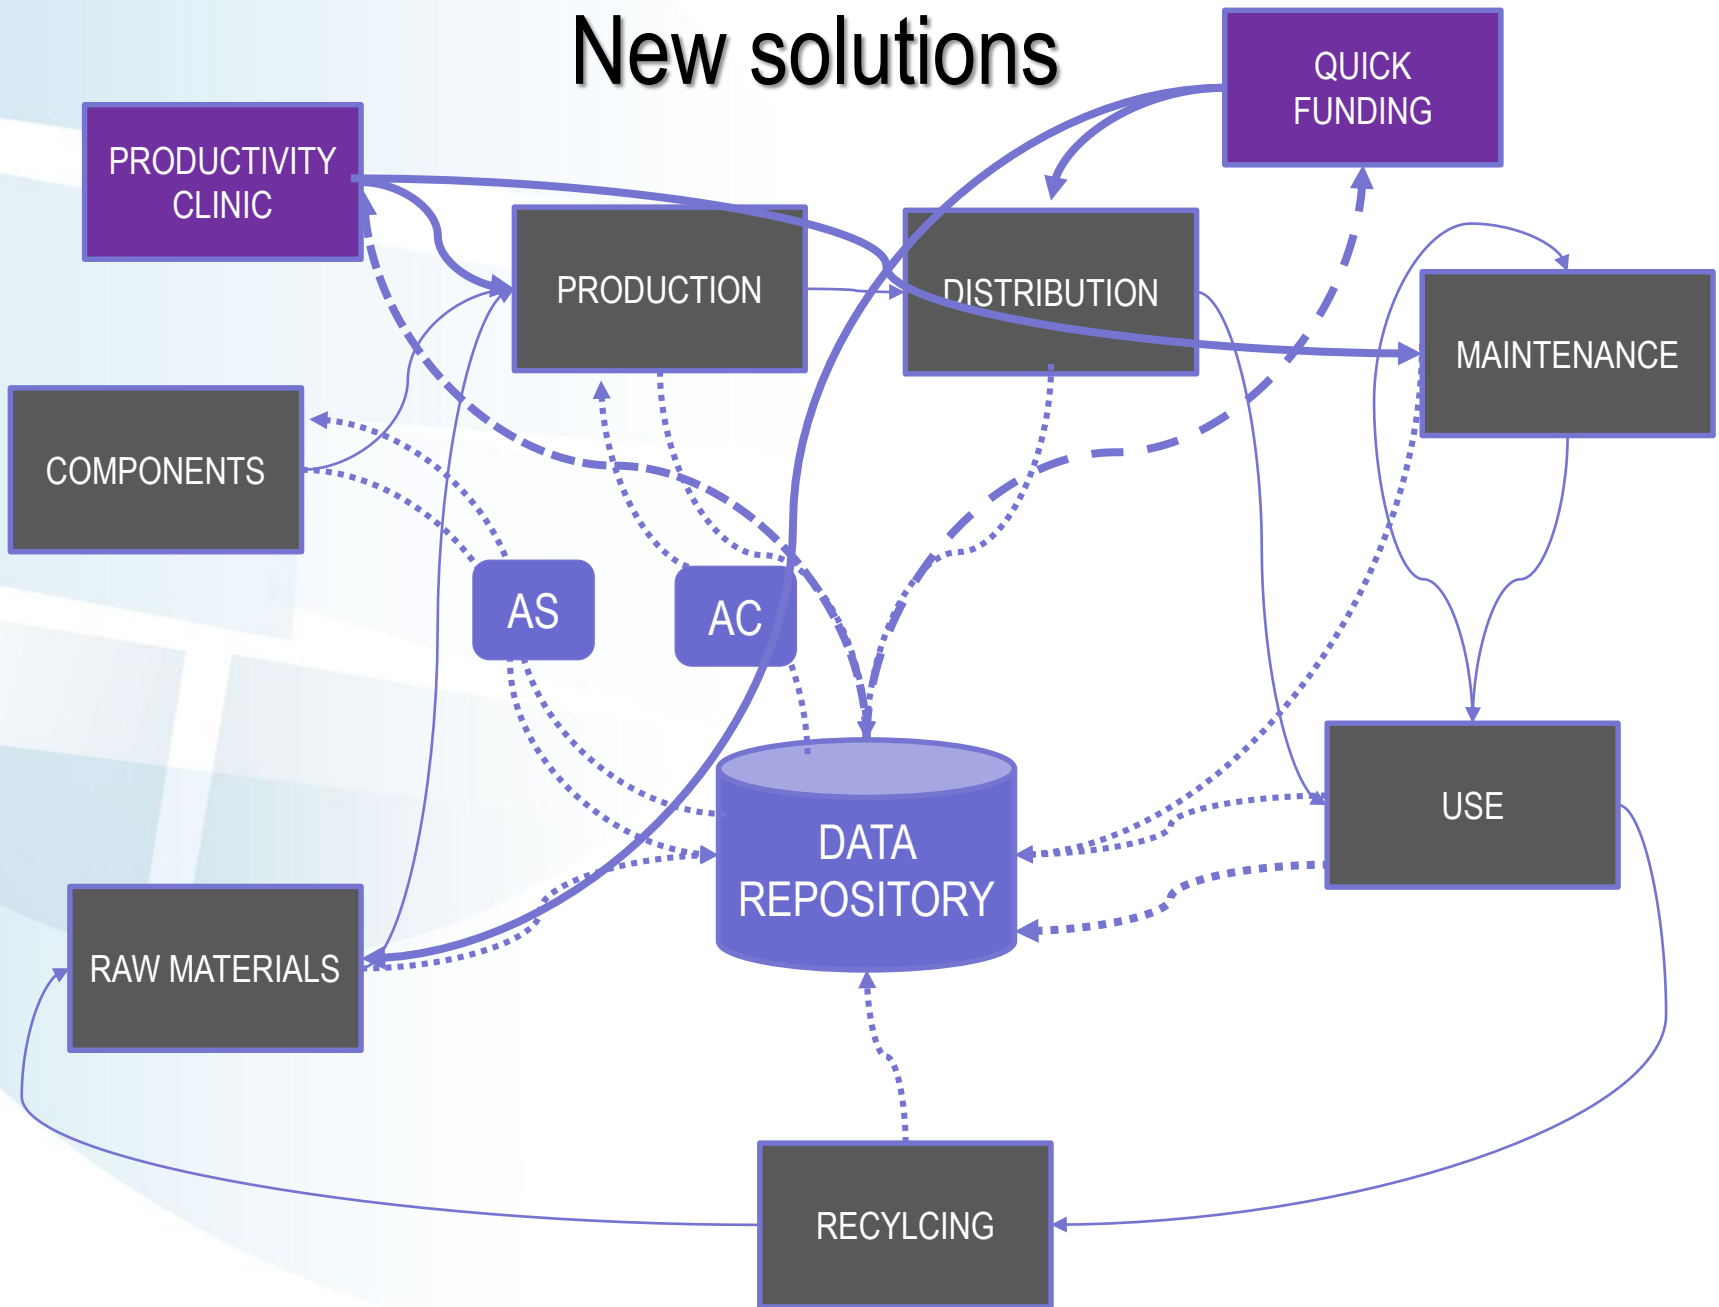 New solutions
QUICK
FUNDING
PRODUCTIVITY
CLINIC
PRODUCTION
DISTRIBUTION
MAINTENANCE
COMPONENTS
AS
AC
USE
DATA
REPOSITORY
RAW MATERIALS
RECYLCING